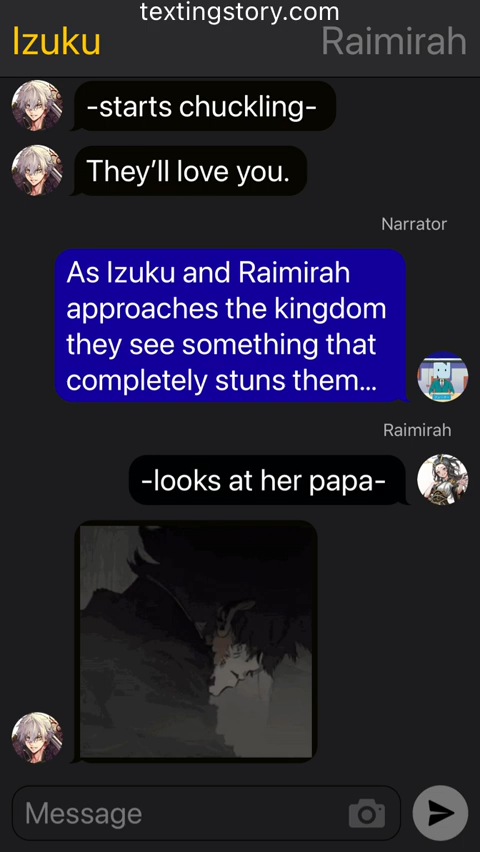 textingstory.com
Izuku
Raimirah
-starts chuckling-
They’ll love you.
Narrator
As Izuku and Raimirah
approaches the kingdom
they see something that
completely stuns them...
Raimirah
-looks at her papa-
Message